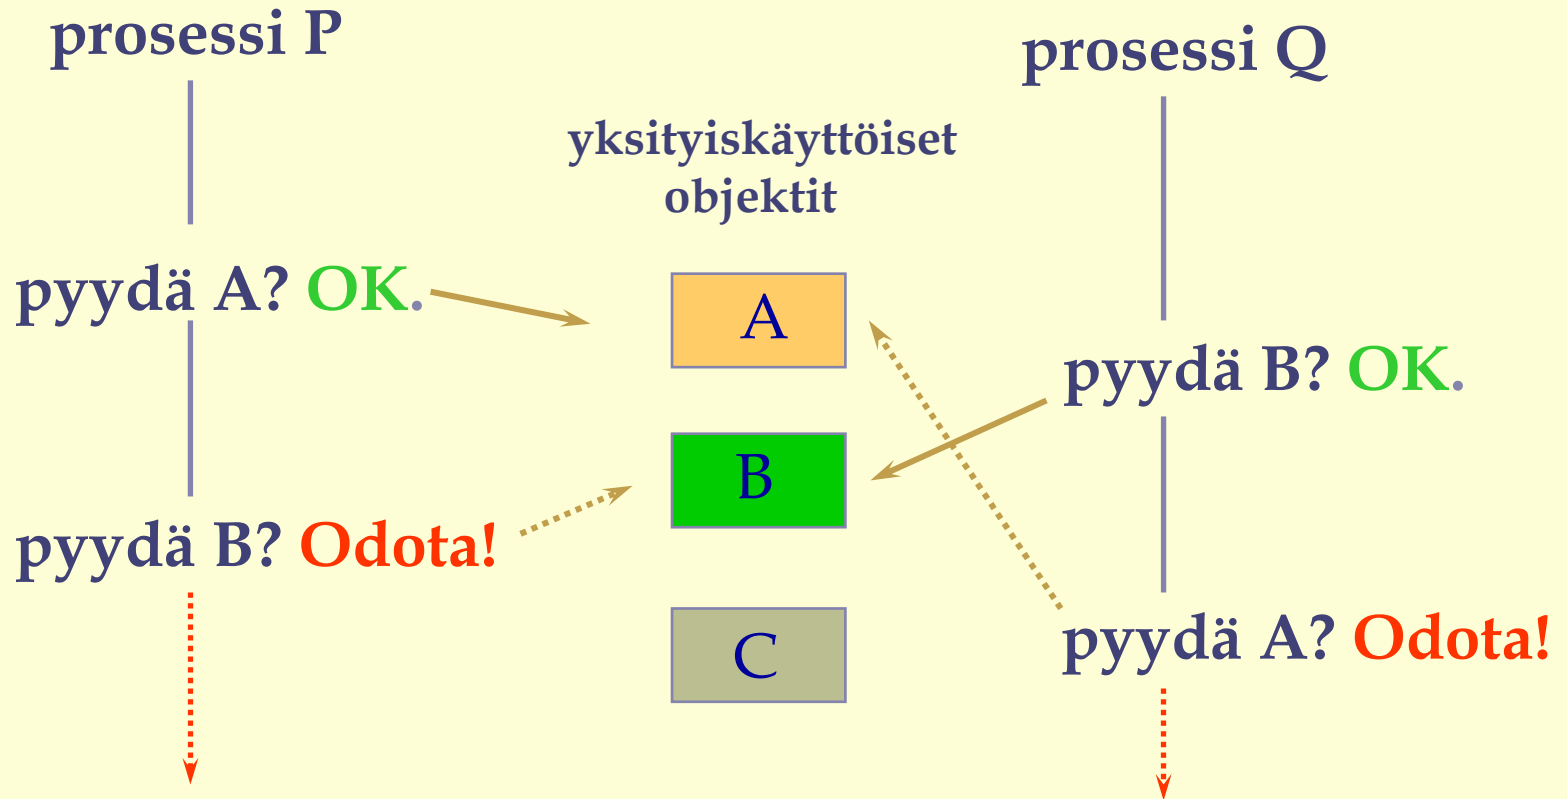 prosessi P
pyydä A? OK.
pyydä B? Odota!
yksityiskäyttöiset
objektit
A
B
C
prosessi Q
pyydä B? OK.
pyydä A? Odota!